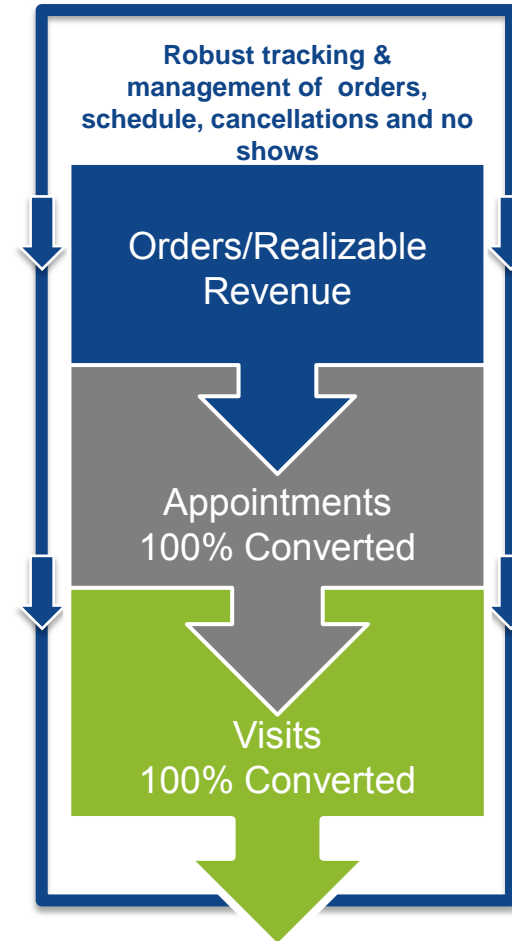 Robust tracking &
management of  orders,
schedule, cancellations and no
shows
Orders/Realizable
Revenue
Appointments
100% Converted
Visits
100% Converted